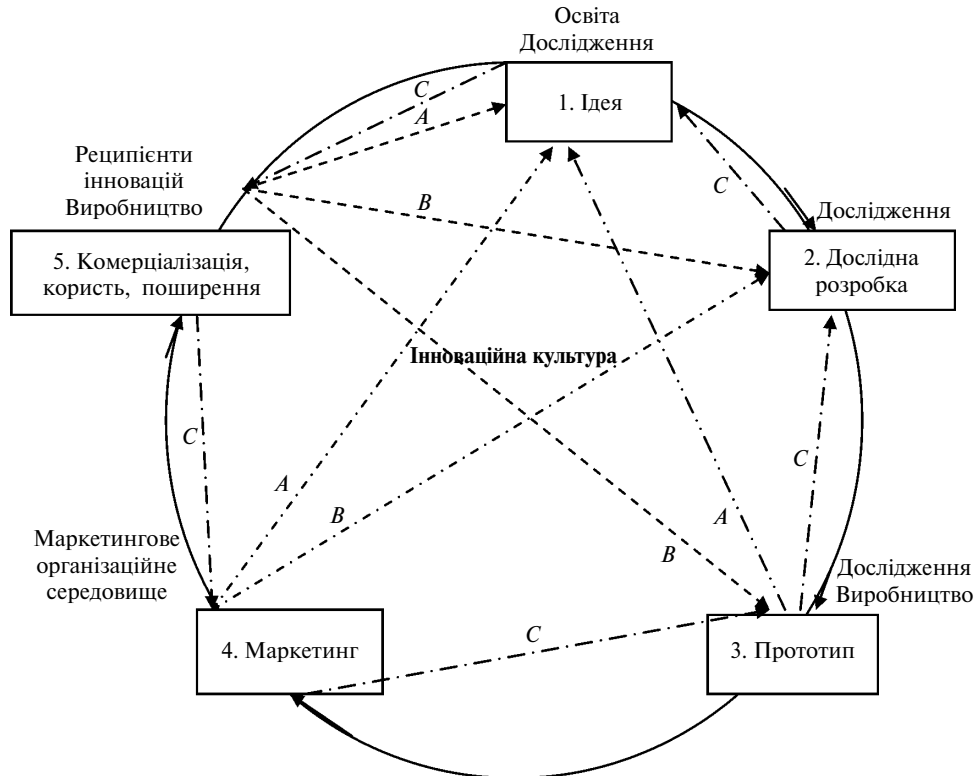 Освіта
Дослідження
1. Ідея
C
A
C
Реципієнти
інновацій
Виробництво
B
Дослідження
5. Комерціалізація,
користь, поширення
2. Дослідна
розробка
Інноваційна культура
C
C
A
B
A
B
Маркетингове
організаційне
середовище
Дослідження
Виробництво
C
4. Маркетинг
3. Прототип